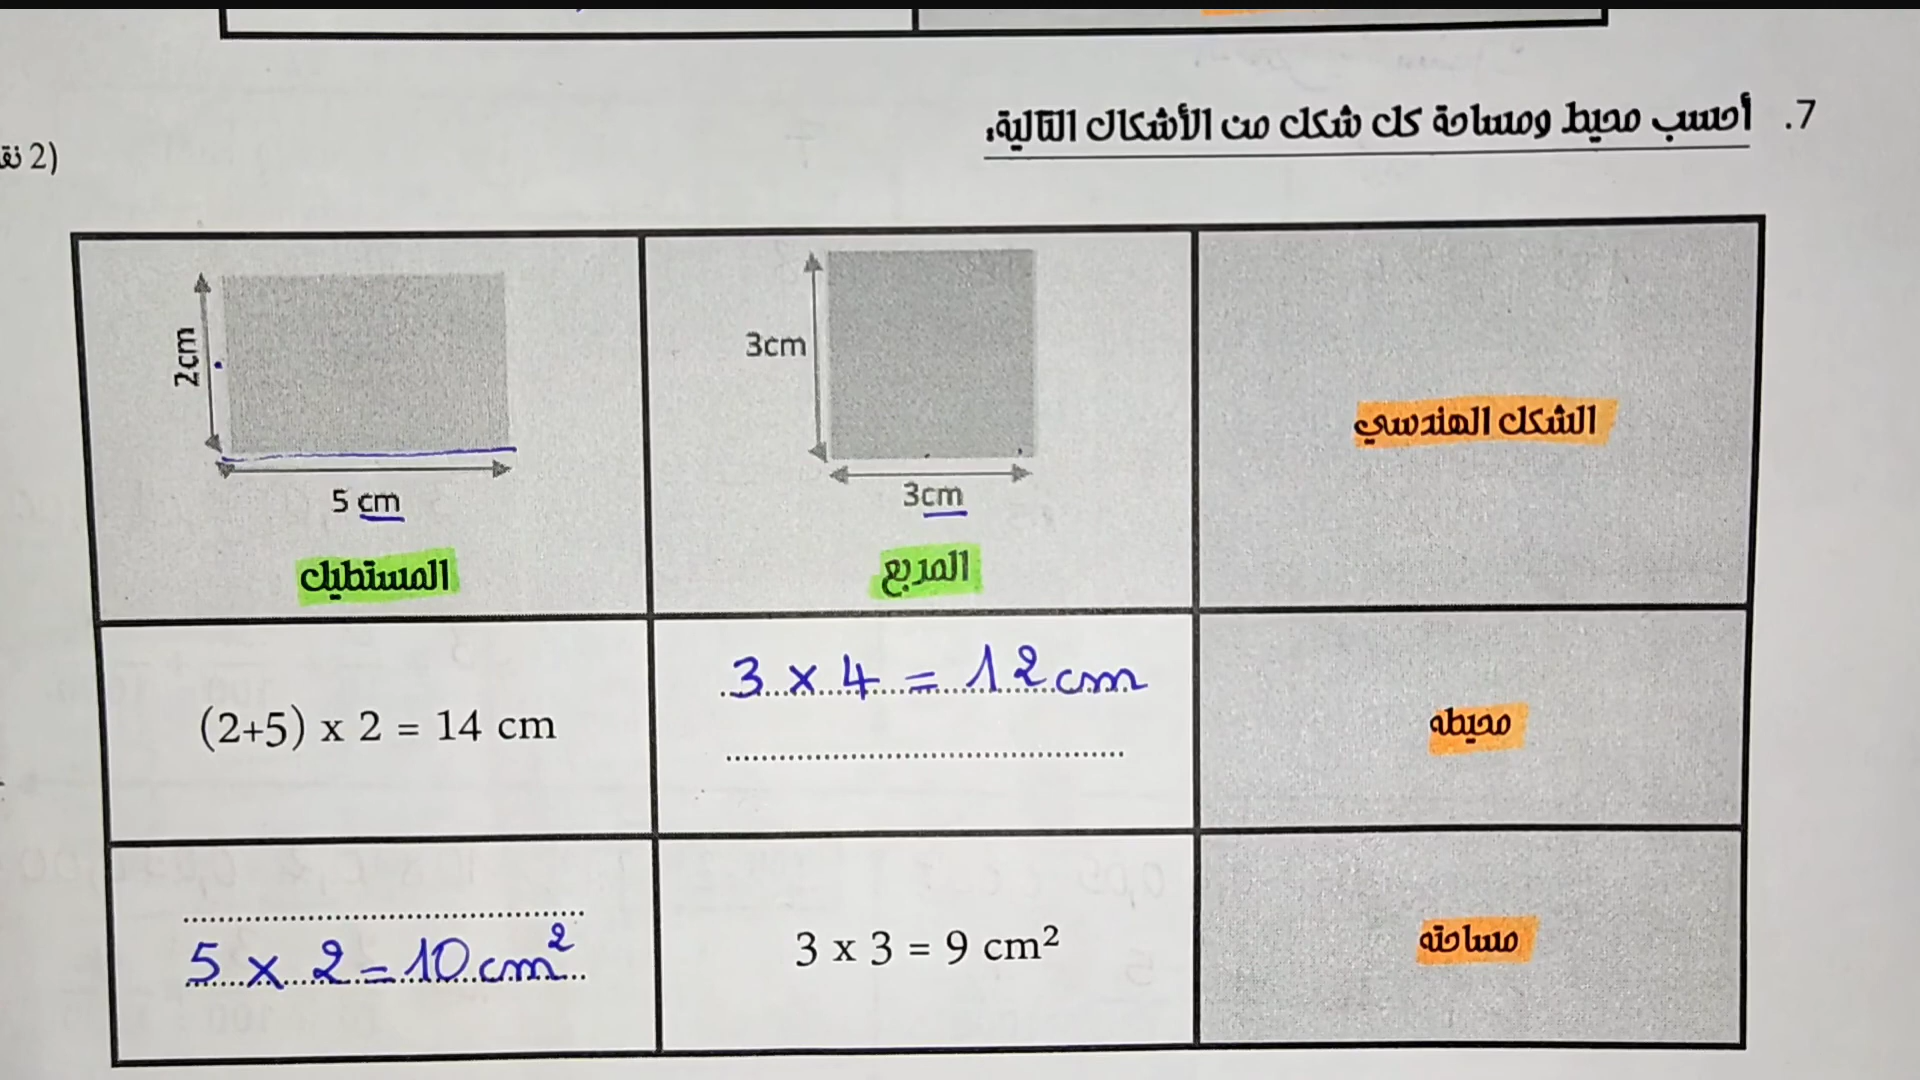 7. أحسب محيط ومساحة كل شكل من الأشكال التالية:
(2
الشكل الهندسي
3cm
3cm
المربع
2cm
5 cm
المستطيل
محيطه
3 x 4 = 12 cm
(2+5) x 2 = 14 cm
مساحته
3 x 3 = 9 cm²
5 x 2 = 10 cm²